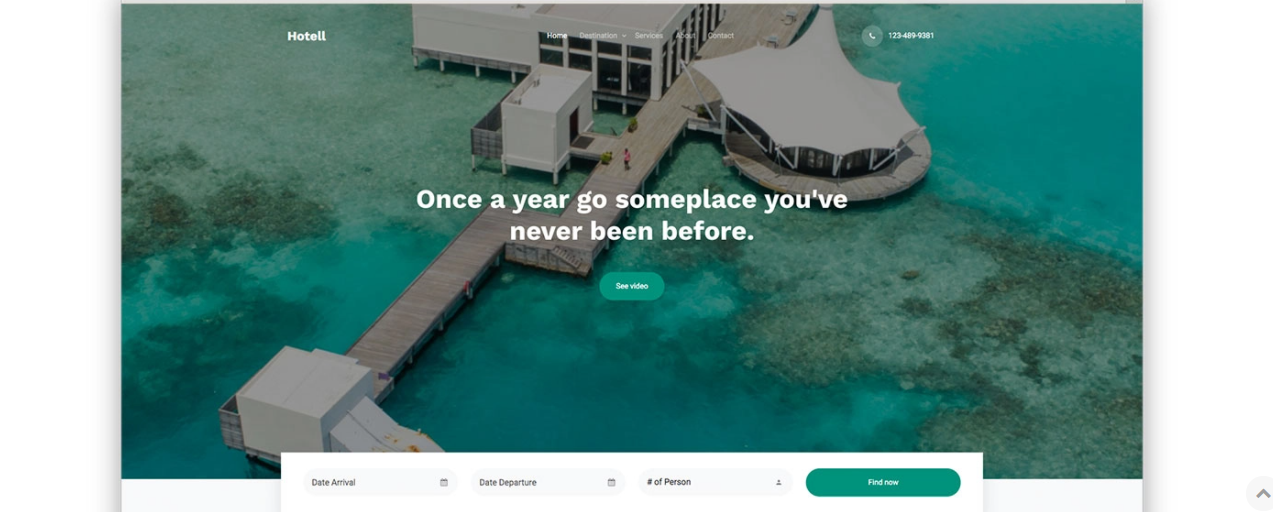 Hotell
Home Destination Services About Contact
123-489-9381
Once a year go someplace you've
never been before.
See video
Date Arrival
Date Departure
# of Person
Find now